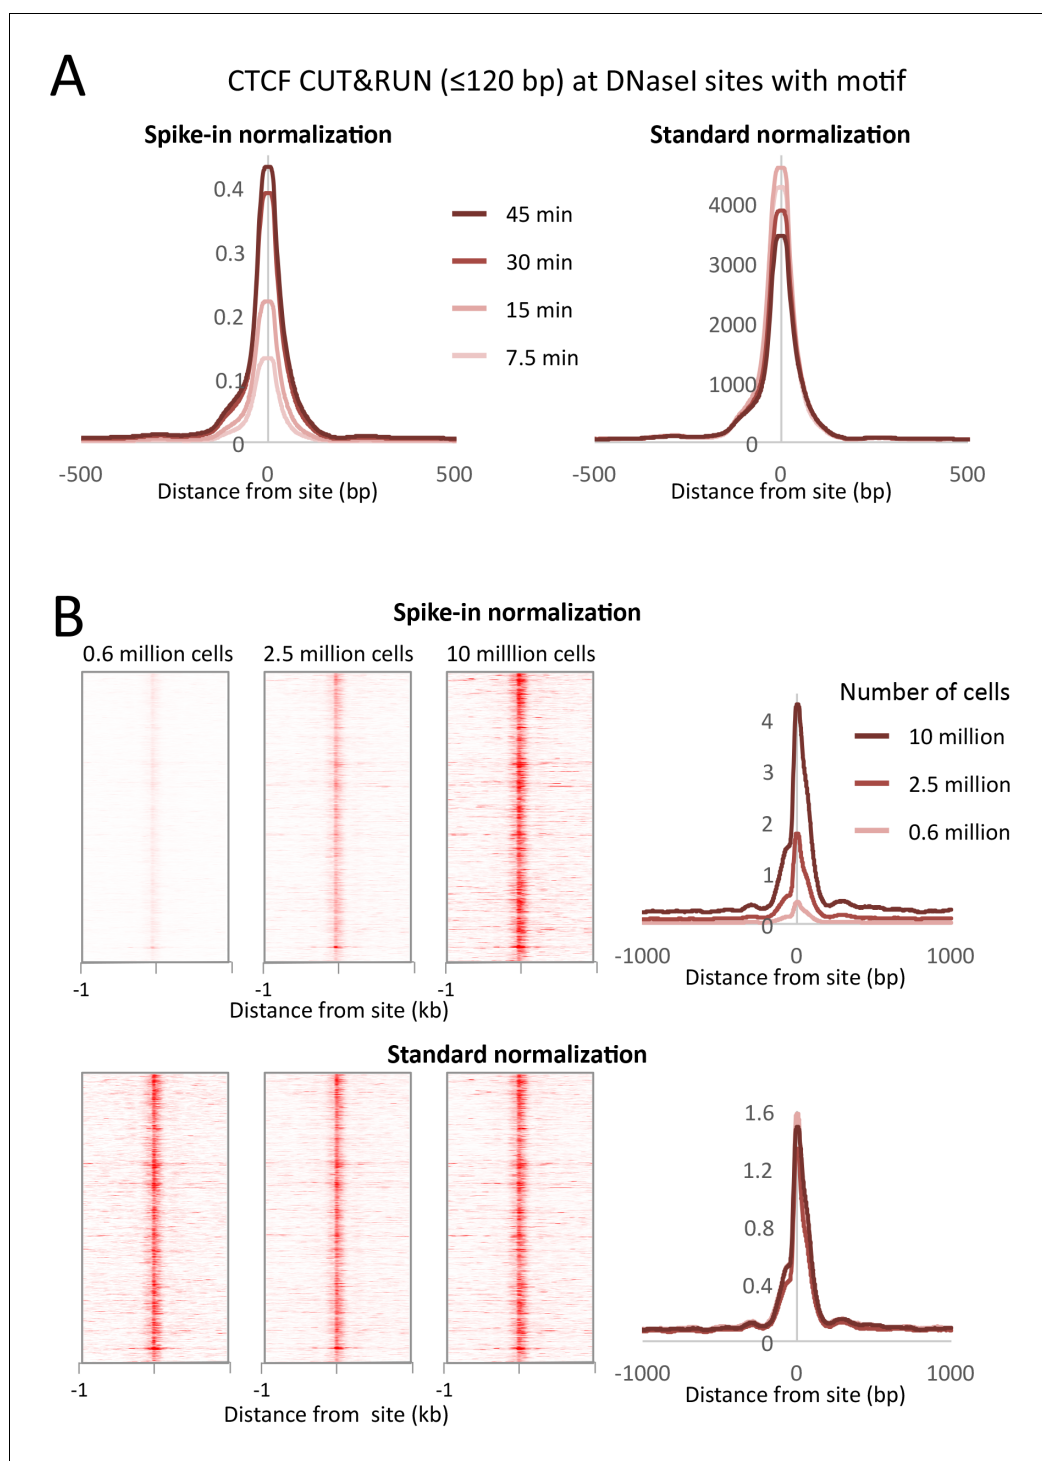 A
CTCF CUT&RUN (≤120 bp) at DNaseI sites with motif
Spike-in normalization
Standard normalization
0.4
0.3
0.2
0.1
0
-500
0
500
Distance from site (bp)
45 min
30 min
15 min
7.5 min
4000
3000
2000
1000
0
-500
0
500
Distance from site (bp)
B
Spike-in normalization
0.6 million cells
2.5 million cells
10 milllion cells
-1
-1
-1
Distance from site (kb)
Number of cells
10 million
2.5 million
0.6 million
4
3
2
1
0
-1000
0
1000
Distance from site (bp)
Standard normalization
-1
-1
-1
Distance from site (kb)
1.6
1.2
0.8
0.4
0
-1000
0
1000
Distance from site (bp)